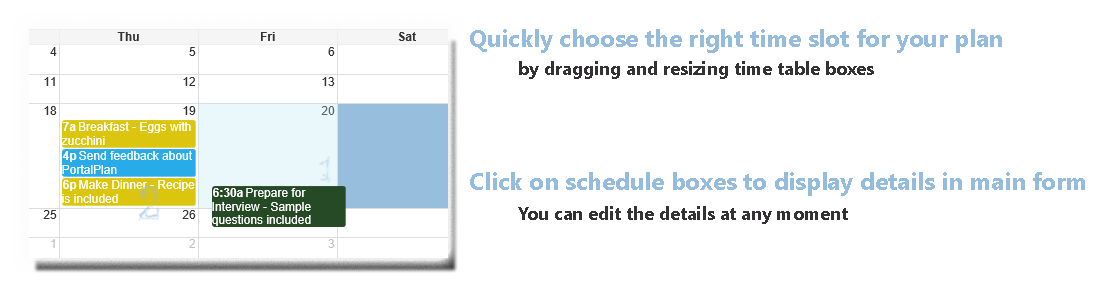 Thu Fri Sat
4 5 6
11 12 13
18 19 20
7a Breakfast - Eggs with
zucchini
4p Send feedback about
PortalPlan
6p Make Dinner - Recipe
is included
2
1
6:30a Prepare for
Interview - Sample
questions included
25 26
1 2 3
Quickly choose the right time slot for your plan
by dragging and resizing time table boxes
Click on schedule boxes to display details in main form
You can edit the details at any moment